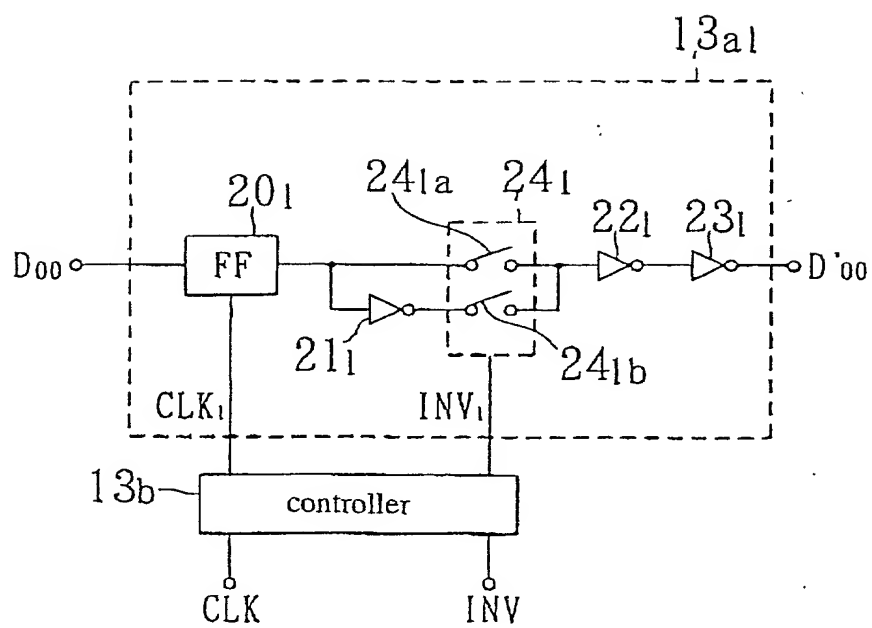 13a1
241a
241
201
221
231
D00
FF
D'00
211
241b
CLK1
INV1
13b
controller
CLK
INV